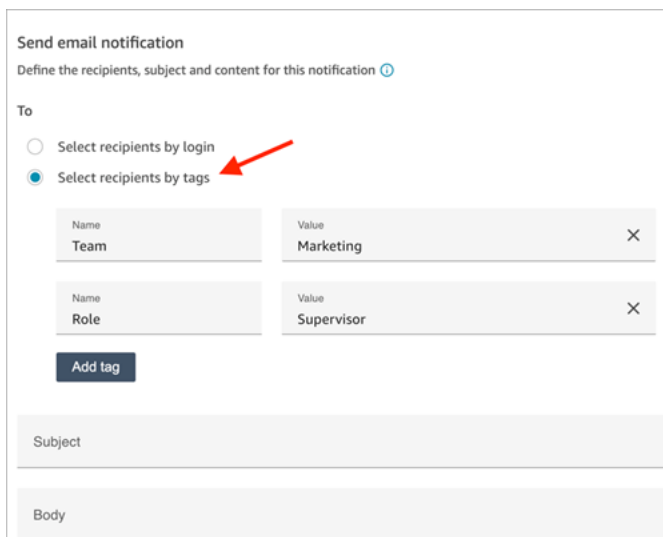 Send email notification
Define the recipients, subject and content for this notification
To
Select recipients by login
Select recipients by tags
Name
Team
Value
Marketing
Name
Role
Value
Supervisor
Add tag
Subject
Body